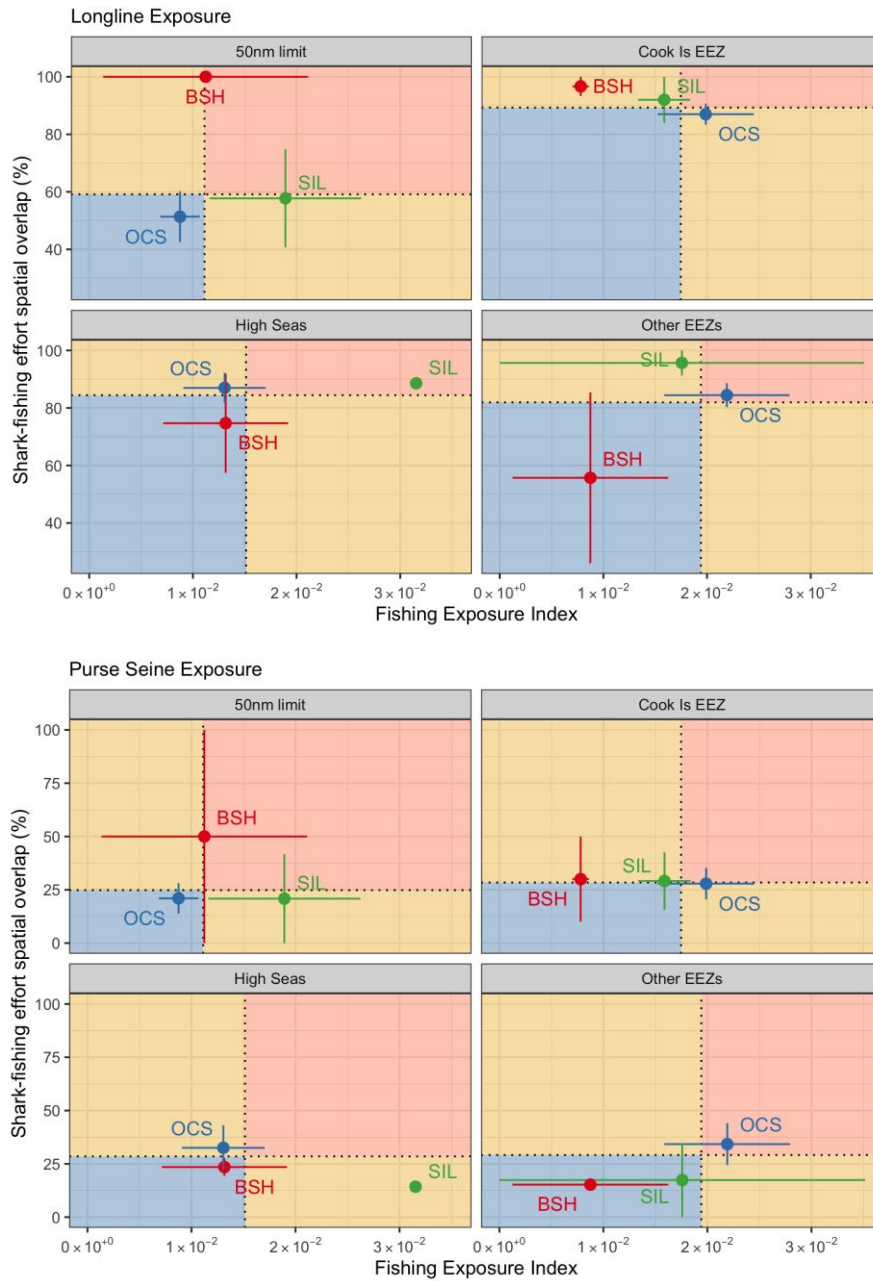 Longline Exposure
50nm limit
Cook Is EEZ
100
80
60
40
BSH
SIL
OCS
BSH
SIL
OCS
High Seas
Other EEZs
100
80
60
40
OCS
SIL
BSH
SIL
OCS
BSH
Shark-fishing effort spatial overlap (%)
0 × 10⁺⁰ 1 × 10⁻² 2 × 10⁻² 3 × 10⁻² 0 × 10⁺⁰ 1 × 10⁻² 2 × 10⁻² 3 × 10⁻²
Fishing Exposure Index
Purse Seine Exposure
50nm limit
Cook Is EEZ
100
75
50
25
0
BSH
SIL
OCS
SIL
BSH
OCS
High Seas
Other EEZs
100
75
50
25
0
OCS
BSH
SIL
OCS
BSH
SIL
Shark-fishing effort spatial overlap (%)
0 × 10⁺⁰ 1 × 10⁻² 2 × 10⁻² 3 × 10⁻² 0 × 10⁺⁰ 1 × 10⁻² 2 × 10⁻² 3 × 10⁻²
Fishing Exposure Index